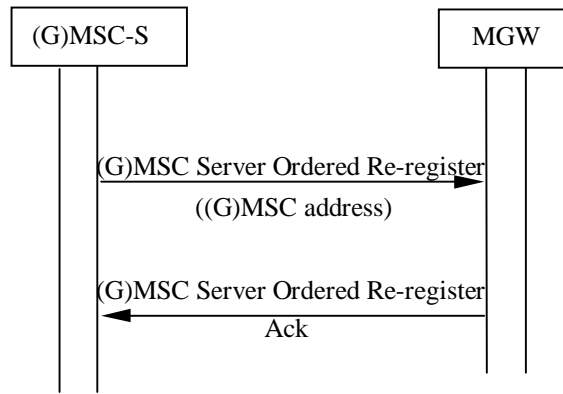 (G)MSC-S
MGW
(G)MSC Server Ordered Re-register
((G)MSC address)
(G)MSC Server Ordered Re-register
Ack